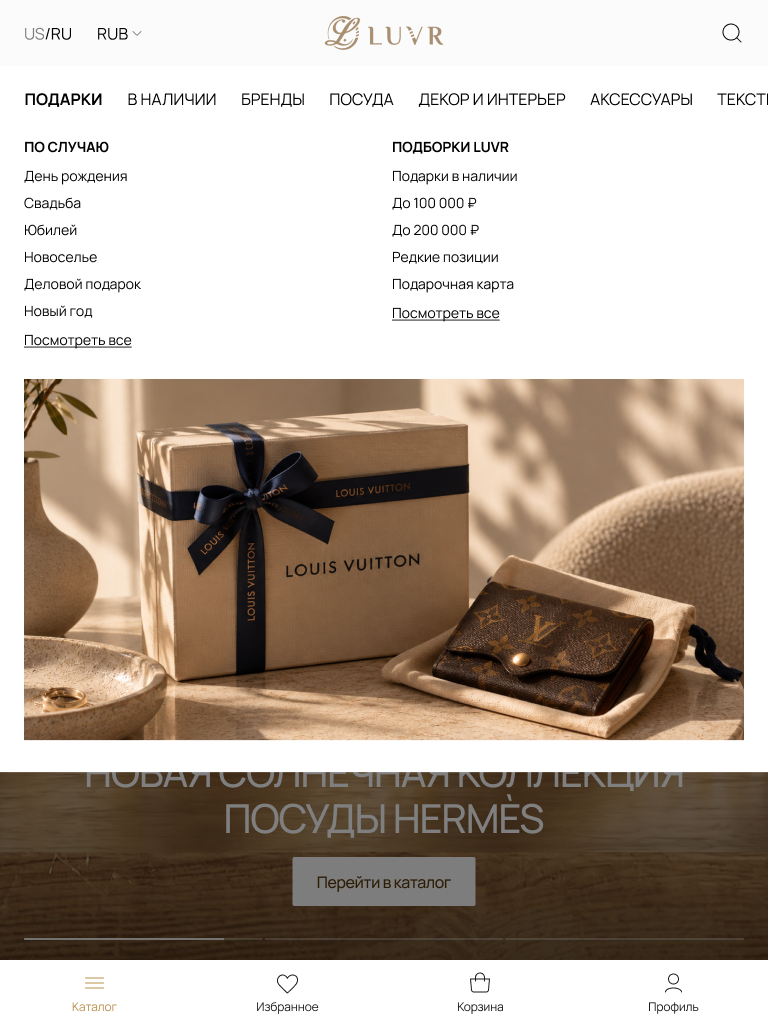 US/RU RUB
L LUVR
ПОДАРКИ В НАЛИЧИИ БРЕНДЫ ПОСУДА ДЕКОР И ИНТЕРЬЕР АКСЕССУАРЫ ТЕКСТ
ПО СЛУЧАЮ
День рождения
Свадьба
Юбилей
Новоселье
Деловой подарок
Новый год
Посмотреть все
ПОДБОРКИ LUVR
Подарки в наличии
До 100 000 ₽
До 200 000 ₽
Редкие позиции
Подарочная карта
Посмотреть все
LOUIS VUITTON
LOUIS VUITTON
LOUIS VUITTON
LOUIS VUITTON
LV
НОВАЯ СОЛНЕЧНАЯ КОЛЛЕКЦИЯ
ПОСУДЫ HERMÈS
Перейти в каталог
Каталог
Избранное
Корзина
Профиль